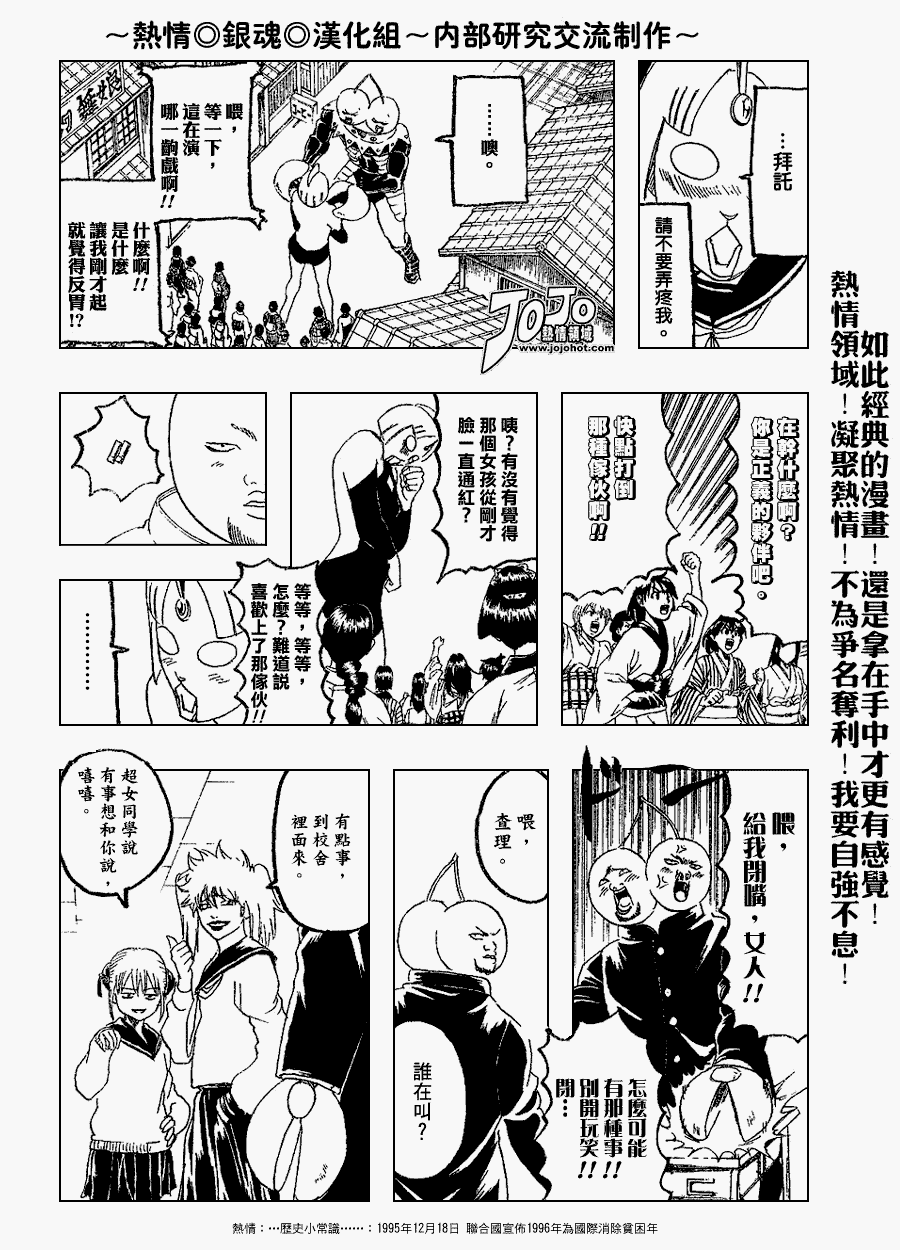 ～熱情◎銀魂◎漢化組～內部研究交流制作～
…拜託
請不要弄疼我。
……噢。
喂，
等一下，
這在演
哪一齣戲啊!!
什麼啊!!
是什麼
讓我剛才起
就覺得反胃!?
JOJO
熱情領域
www.jojohot.com
在幹什麼啊？
你是正義的夥伴吧。
快點打倒
那種傢伙啊!!
咦？有沒有覺得
那個女孩從剛才
臉一直通紅？
等等，等等，
怎麼？難道說
喜歡上了那傢伙!!
………
喂，
給我閉嘴，女人!!
ドーン
怎麼可能
有那種事!!
別開玩笑!!
閉…
喂，
查理。
誰在叫？
有點事，
到校舍
裡面來。
超女同學說
有事想和你說，
嘻嘻。
如此經典的漫畫！還是拿在手中才更有感覺！
熱情領域！凝聚熱情！不為爭名奪利！我要自強不息！
熱情：…歷史小常識……：1995年12月18日 聯合國宣佈1996年為國際消除貧困年